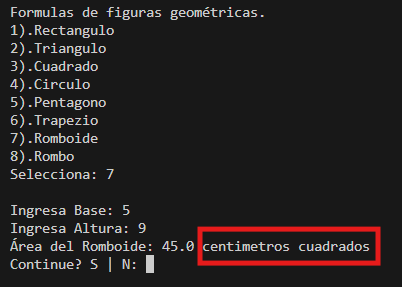 Formulas de figuras geométricas.
1).Rectangulo
2).Triangulo
3).Cuadrado
4).Circulo
5).Pentagono
6).Trapezio
7).Romboide
8).Rombo
Selecciona: 7
Ingresa Base: 5
Ingresa Altura: 9
Área del Romboide: 45.0 centimetros cuadrados
Continue? S | N: